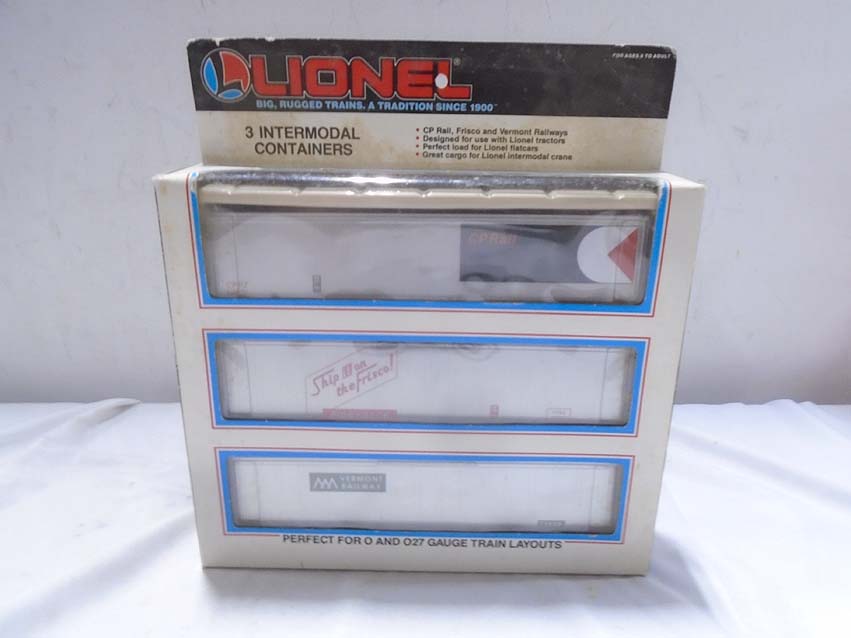 LIONEL®
FOR AGES 8 TO ADULT
BIG, RUGGED TRAINS. A TRADITION SINCE 1900™
3 INTERMODAL
CONTAINERS
• CP Rail, Frisco and Vermont Railways
• Designed for use with Lionel tractors
• Perfect load for Lionel flatcars
• Great cargo for Lionel intermodal crane
CP Rail
Ship It on
the Frisco!
VERMONT
RAILWAY
PERFECT FOR O AND O27 GAUGE TRAIN LAYOUTS